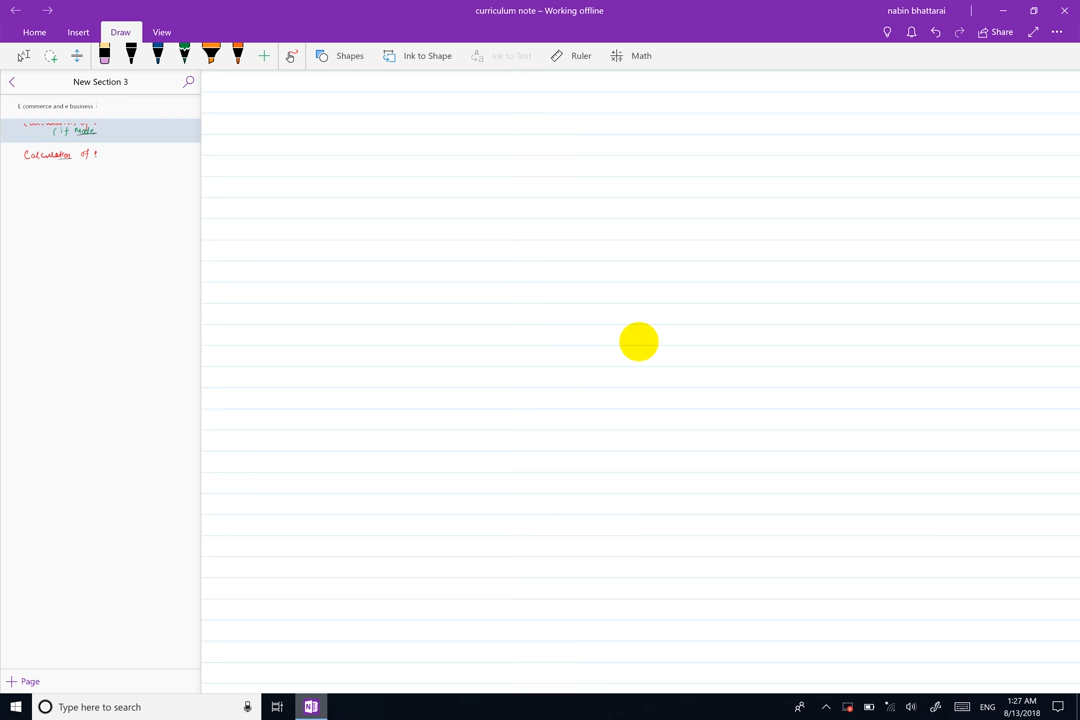 curriculum note – Working offline
nabin bhattarai
Home Insert Draw View
Share
Shapes Ink to Shape Ink to Text Ruler Math
New Section 3
E commerce and e business
(if node
Calculation of
Page
Type here to search
ENG
1:27 AM
8/13/2018